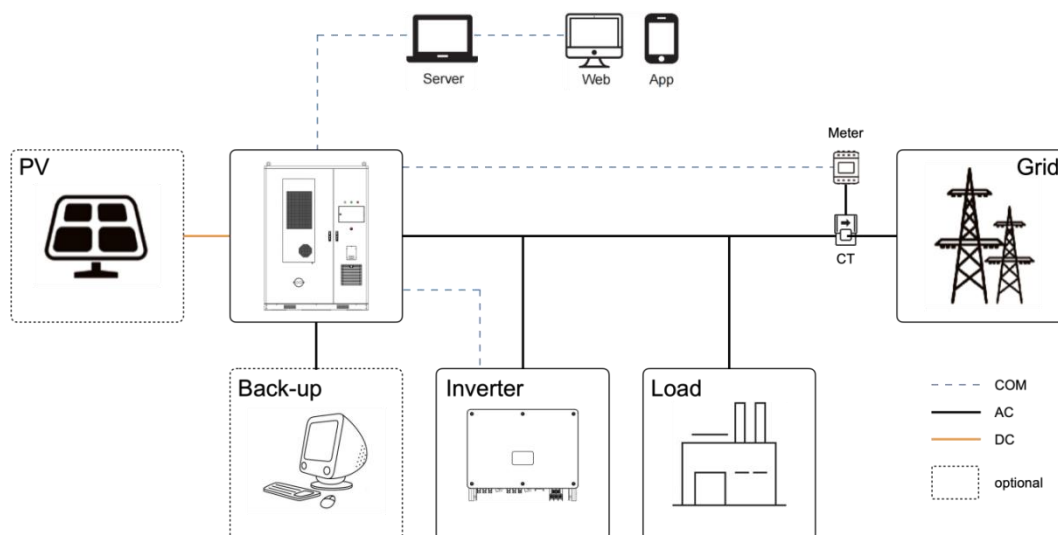 Server
Web
App
Meter
PV
Grid
CT
Back-up
Inverter
Load
COM
AC
DC
optional